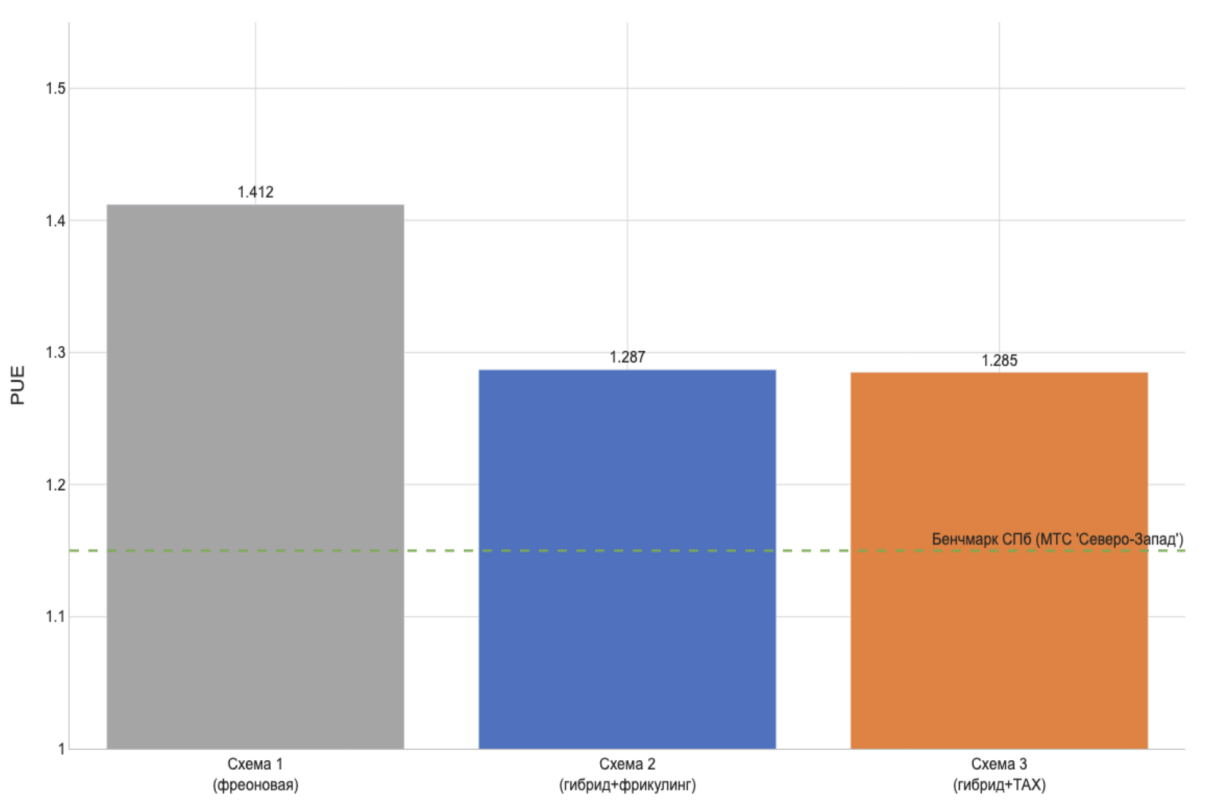 1.5
1.412
1.4
1.3
1.287
1.285
PUE
1.2
Бенчмарк СПб (МТС 'Северо-Запад')
1.1
1
Схема 1
(фреоновая)
Схема 2
(гибрид+фрикулинг)
Схема 3
(гибрид+ТАХ)